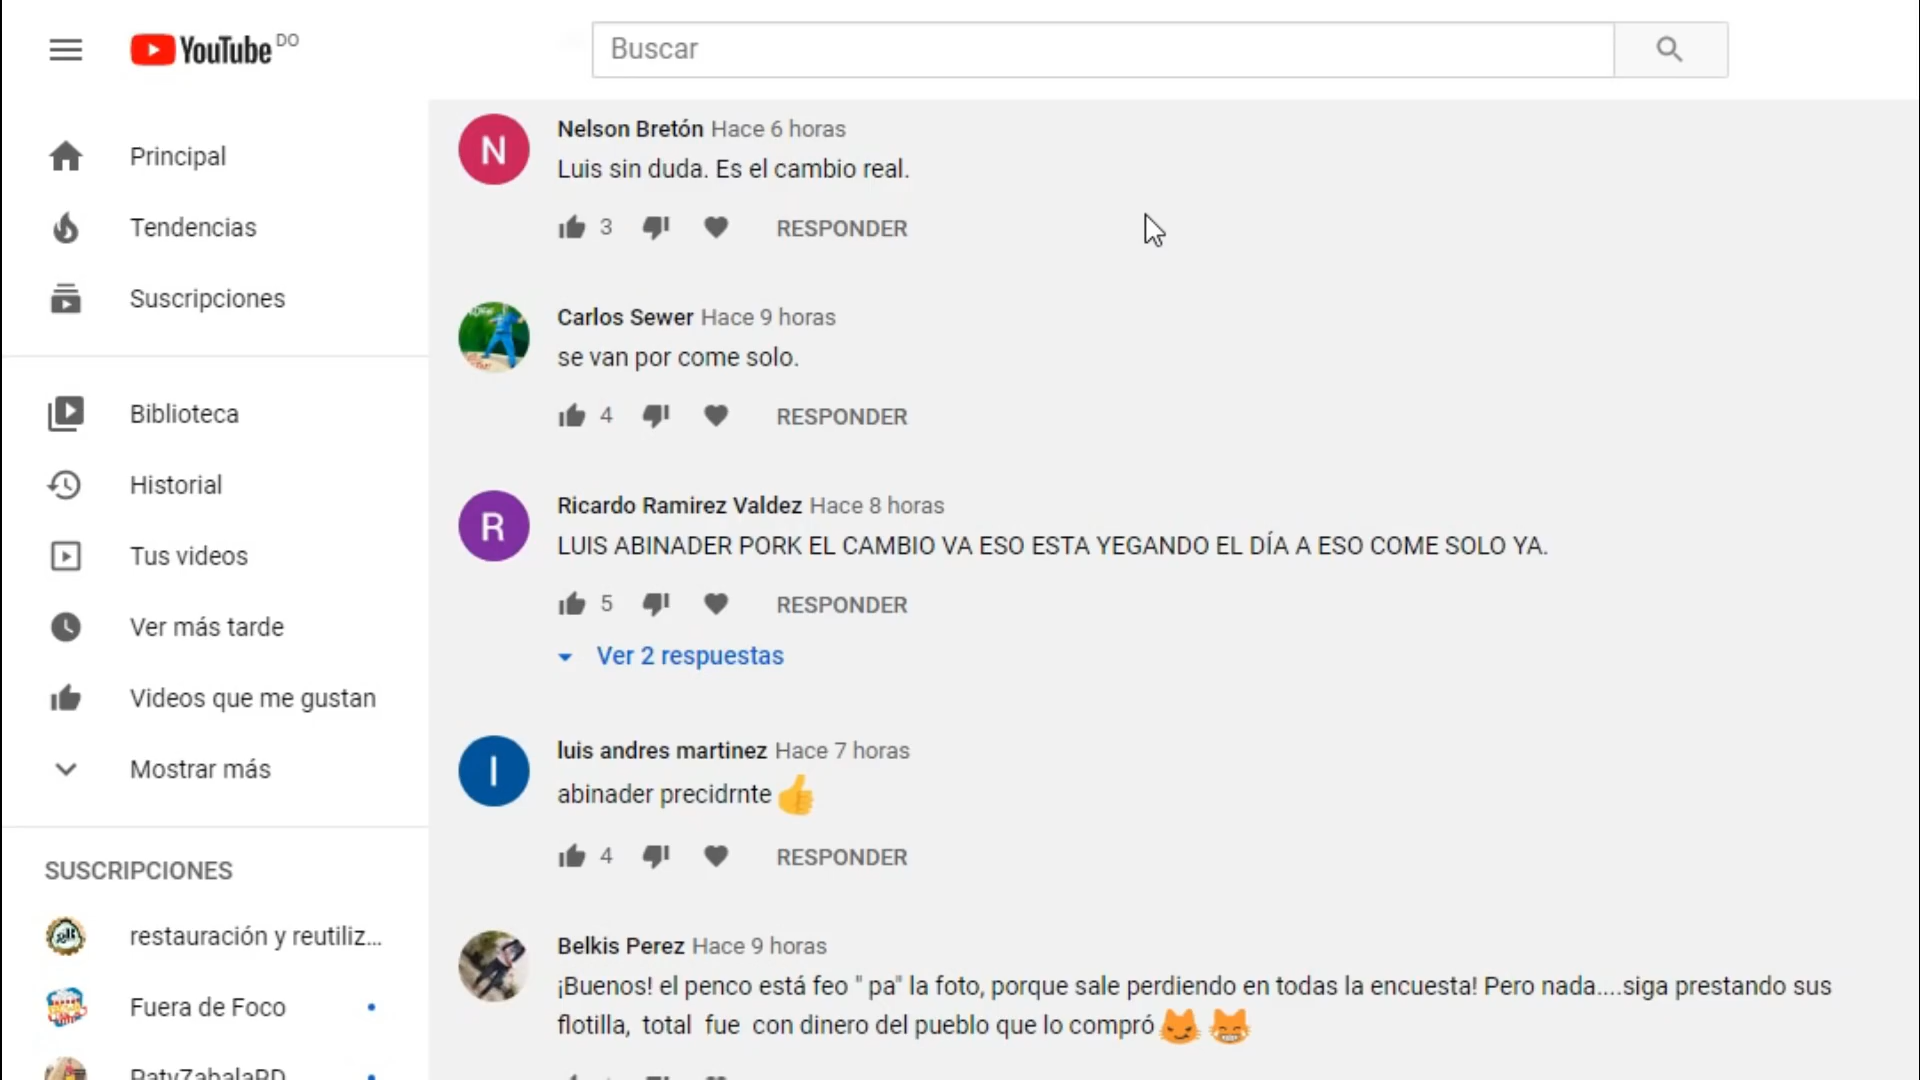 YouTube DO
Buscar
Principal
Tendencias
Suscripciones
Biblioteca
Historial
Tus videos
Ver más tarde
Videos que me gustan
Mostrar más
SUSCRIPCIONES
restauración y reutiliz...
Fuera de Foco
PatyZabalaRD
N
Nelson Bretón Hace 6 horas
Luis sin duda. Es el cambio real.
3 RESPONDER
Carlos Sewer Hace 9 horas
se van por come solo.
4 RESPONDER
R
Ricardo Ramirez Valdez Hace 8 horas
LUIS ABINADER PORK EL CAMBIO VA ESO ESTA YEGANDO EL DÍA A ESO COME SOLO YA.
5 RESPONDER
Ver 2 respuestas
l
luis andres martinez Hace 7 horas
abinader precidrnte 👍
4 RESPONDER
Belkis Perez Hace 9 horas
¡Buenos! el penco está feo " pa" la foto, porque sale perdiendo en todas la encuesta! Pero nada....siga prestando sus
flotilla, total fue con dinero del pueblo que lo compró 😼 😹